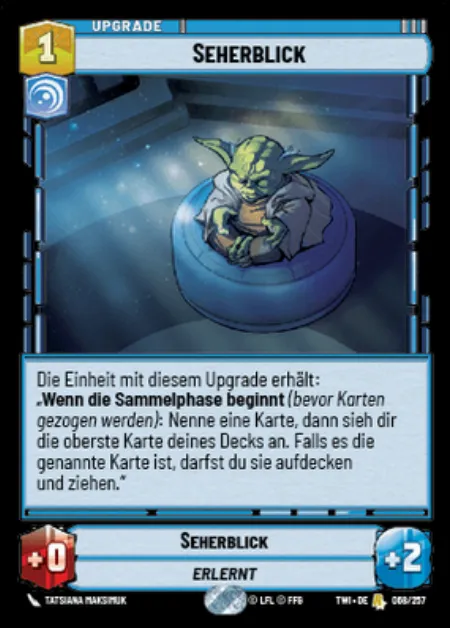 UPGRADE
1
SEHERBLICK
Die Einheit mit diesem Upgrade erhält:
„Wenn die Sammelphase beginnt (bevor Karten
gezogen werden): Nenne eine Karte, dann sieh dir
die oberste Karte deines Decks an. Falls es die
genannte Karte ist, darfst du sie aufdecken
und ziehen.“
+0
SEHERBLICK
+2
ERLERNT
TATSIANA MAKSIMUK
© LFL © FFG
TWI • DE
068/257